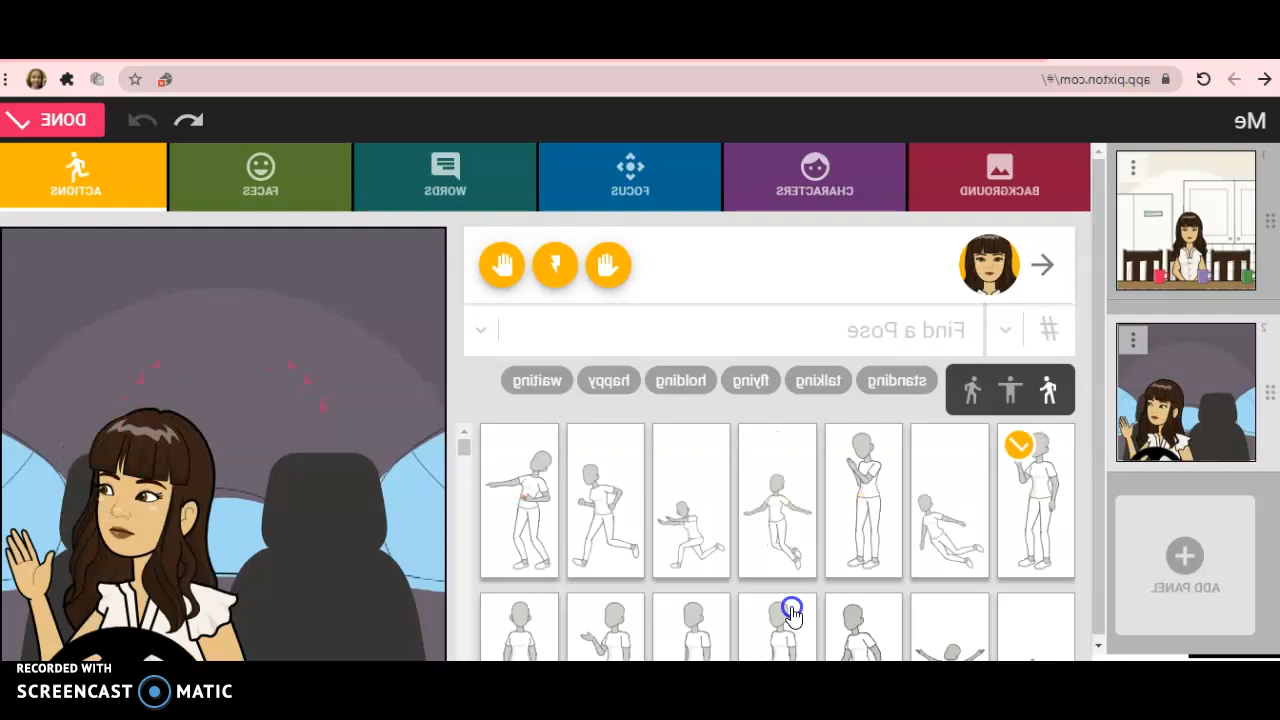 app.pixton.com/#/
Me
DONE
BACKGROUND
CHARACTERS
FOCUS
WORDS
FACES
ACTIONS
1
2
# Find a Pose
standing talking flying holding happy waiting
ADD PANEL
RECORDED WITH
SCREENCAST MATIC